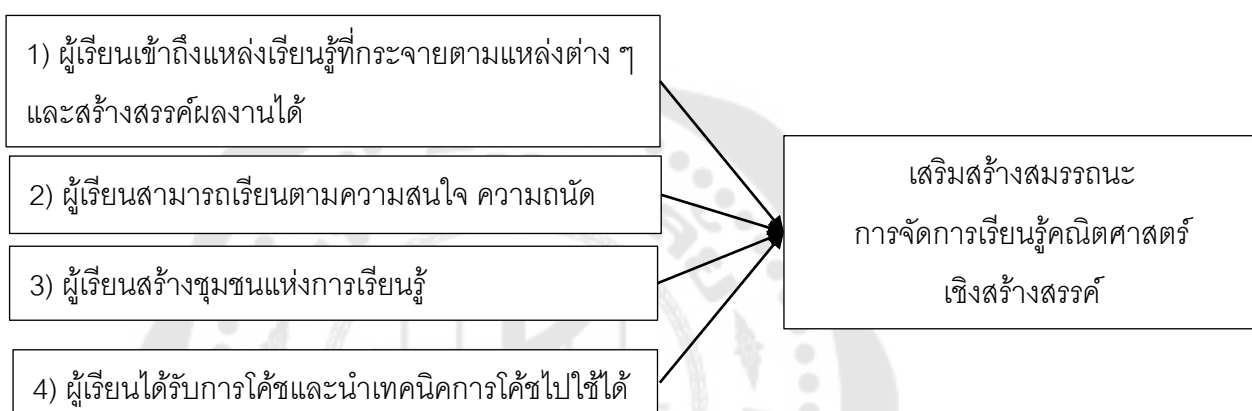 1) ผู้เรียนเข้าถึงแหล่งเรียนรู้ที่กระจายตามแหล่งต่าง ๆ
และสร้างสรรค์ผลงานได้
2) ผู้เรียนสามารถเรียนตามความสนใจ ความถนัด
3) ผู้เรียนสร้างชุมชนแห่งการเรียนรู้
4) ผู้เรียนได้รับการโค้ชและนำเทคนิคการโค้ชไปใช้ได้
เสริมสร้างสมรรถนะ
การจัดการเรียนรู้คณิตศาสตร์
เชิงสร้างสรรค์